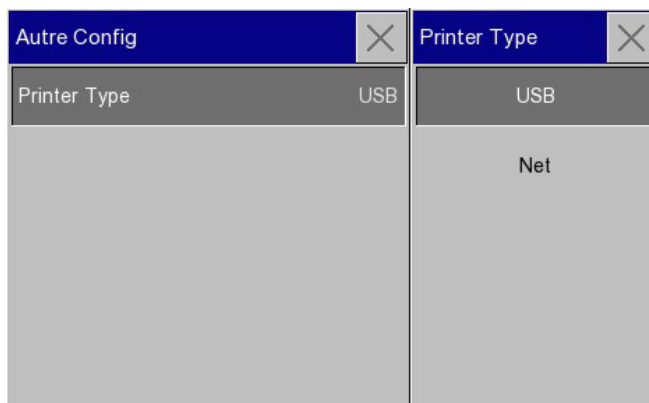 Autre Config
Printer Type
Printer Type USB
USB
Net